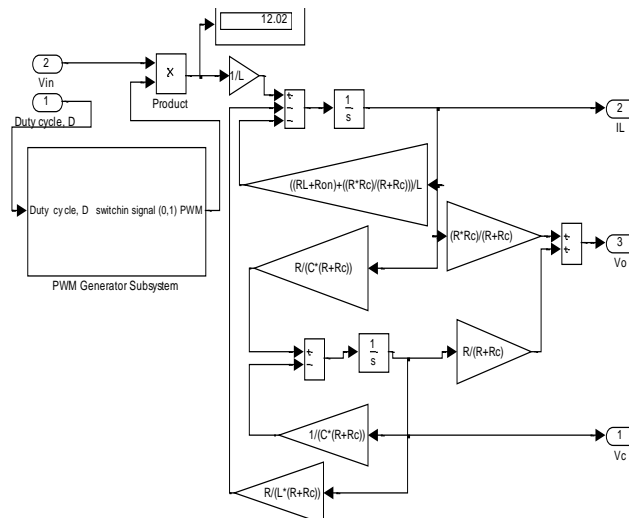 12.02
2
Vin
X
Product
1/L
1
Duty cycle, D
+
-
-
1
s
2
IL
((RL+Ron)+((R*Rc)/(R+Rc)))/L
Duty cycle, D switchin signal (0,1) PWM
PWM Generator Subsystem
(R*Rc)/(R+Rc)
+
+
3
Vo
R/(C*(R+Rc))
+
-
1
s
R/(R+Rc)
1/(C*(R+Rc))
1
Vc
R/(L*(R+Rc))